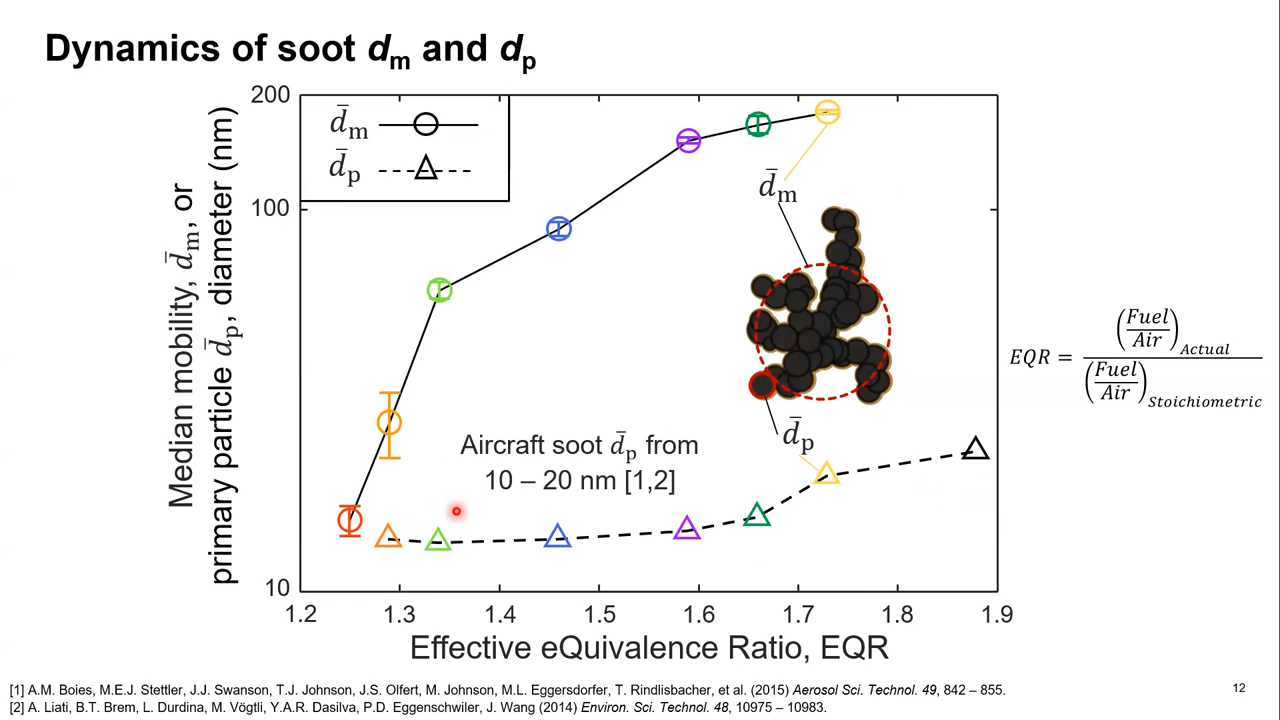 Dynamics of soot dm and dp
200
100
10
d̄m
d̄p
Median mobility, d̄m, or
primary particle d̄p, diameter (nm)
d̄m
d̄p
Aircraft soot d̄p from
10 – 20 nm [1,2]
EQR = (Fuel/Air)Actual / (Fuel/Air)Stoichiometric
1.2 1.3 1.4 1.5 1.6 1.7 1.8 1.9
Effective eQuivalence Ratio, EQR
[1] A.M. Boies, M.E.J. Stettler, J.J. Swanson, T.J. Johnson, J.S. Olfert, M. Johnson, M.L. Eggersdorfer, T. Rindlisbacher, et al. (2015) Aerosol Sci. Technol. 49, 842 – 855.
[2] A. Liati, B.T. Brem, L. Durdina, M. Vögtli, Y.A.R. Dasilva, P.D. Eggenschwiler, J. Wang (2014) Environ. Sci. Technol. 48, 10975 – 10983.
12